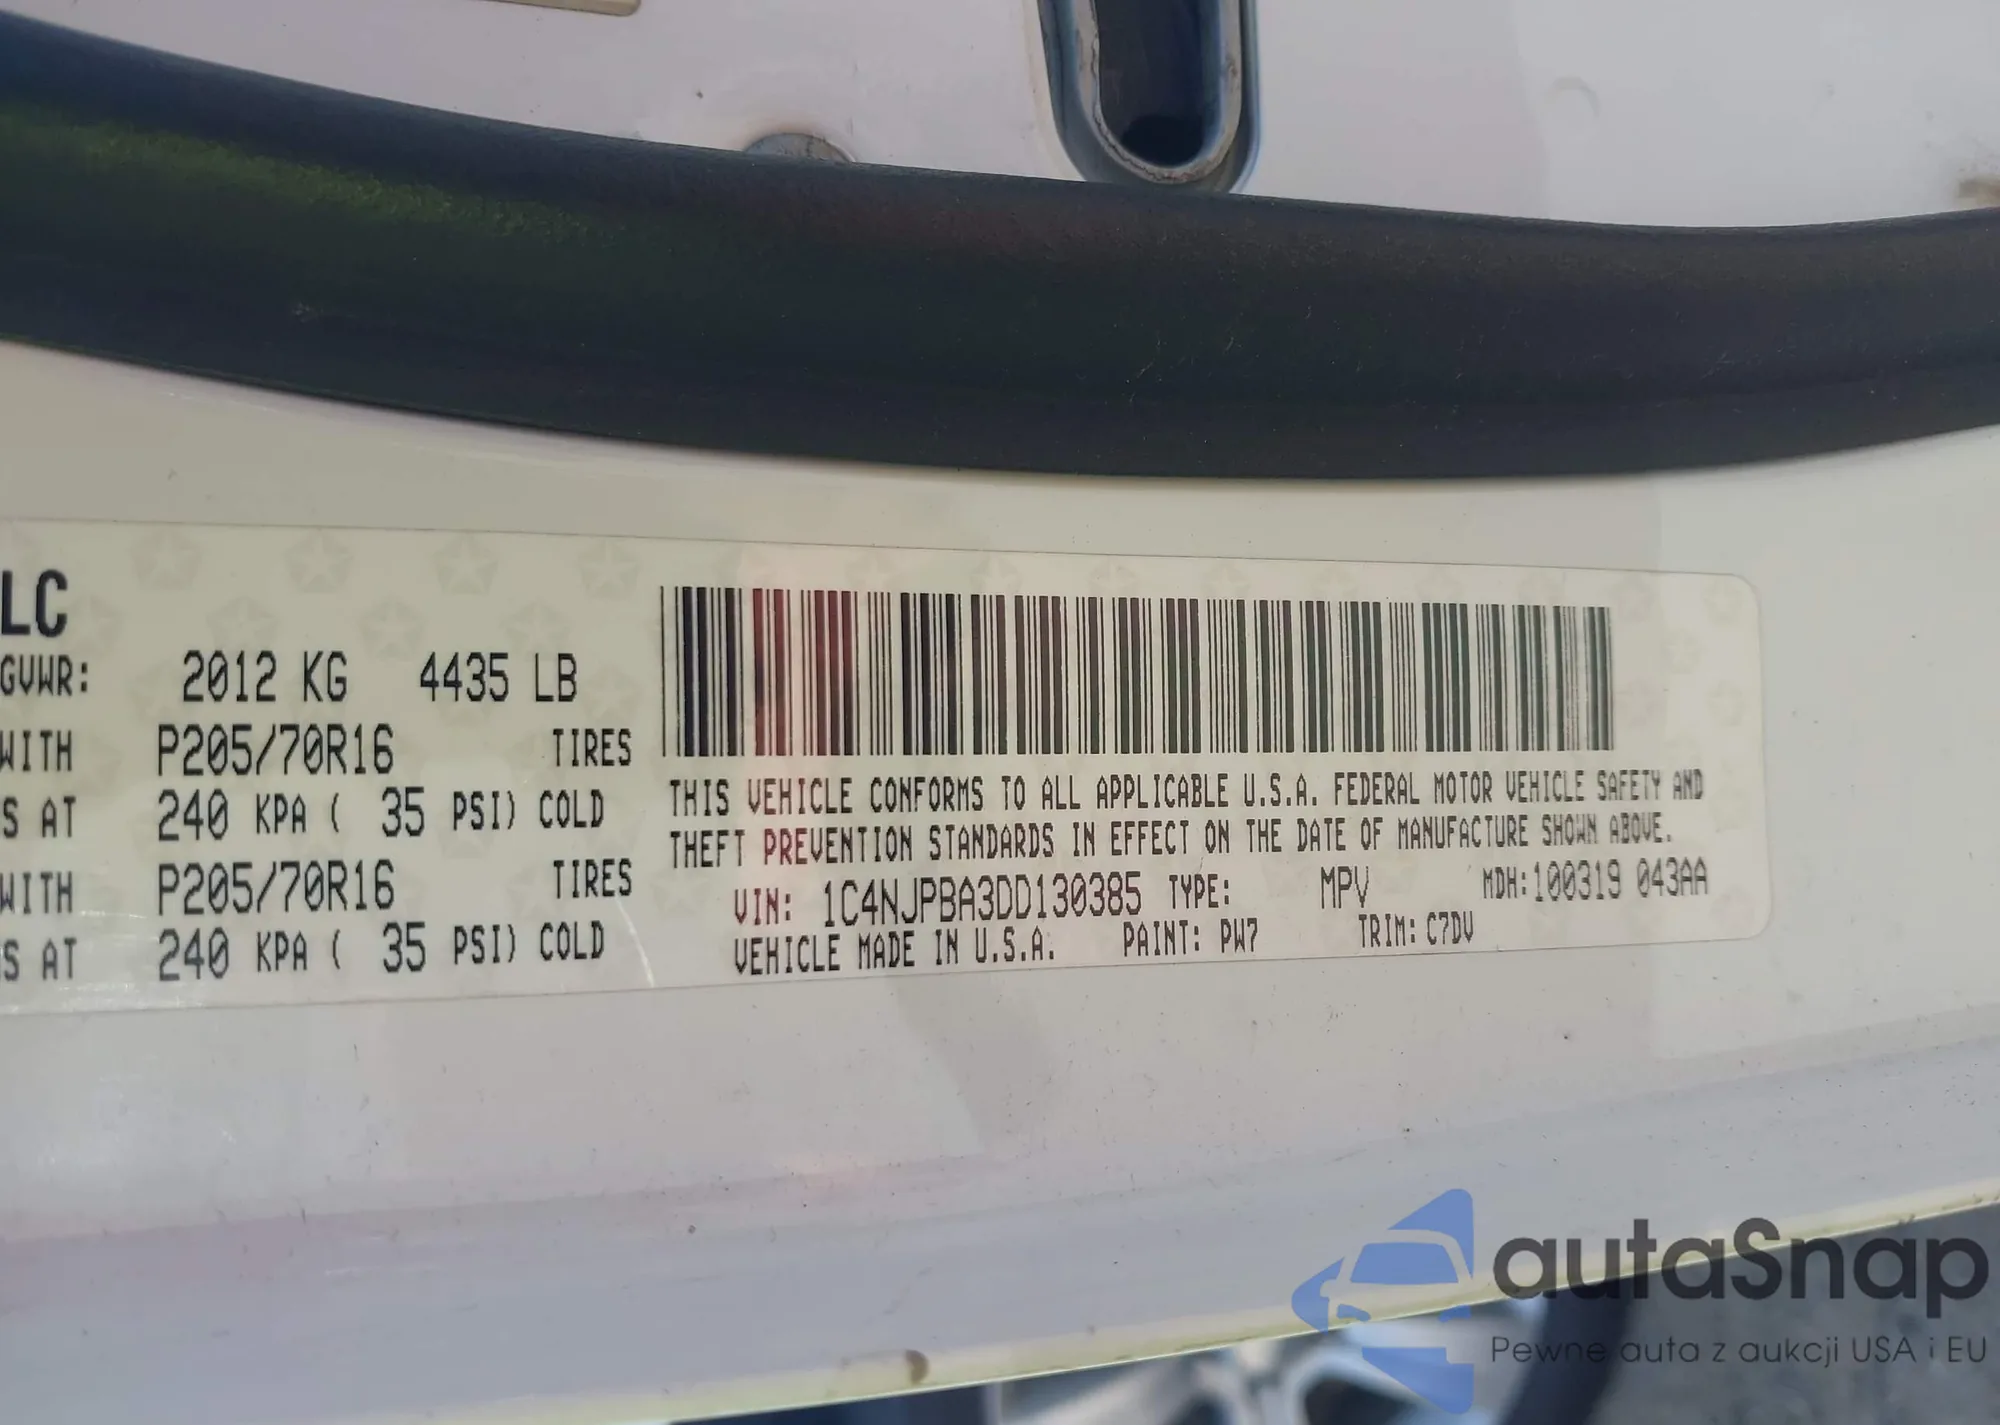 LC
GVWR: 2012 KG 4435 LB
WITH P205/70R16 TIRES
S AT 240 KPA ( 35 PSI) COLD
WITH P205/70R16 TIRES
S AT 240 KPA ( 35 PSI) COLD
THIS VEHICLE CONFORMS TO ALL APPLICABLE U.S.A. FEDERAL MOTOR VEHICLE SAFETY AND
THEFT PREVENTION STANDARDS IN EFFECT ON THE DATE OF MANUFACTURE SHOWN ABOVE.
VIN: 1C4NJPBA3DD130385 TYPE: MPV MDH:100319 043AA
VEHICLE MADE IN U.S.A. PAINT: PW7 TRIM: C7DV
autaSnap
Pewne auta z aukcji USA i EU